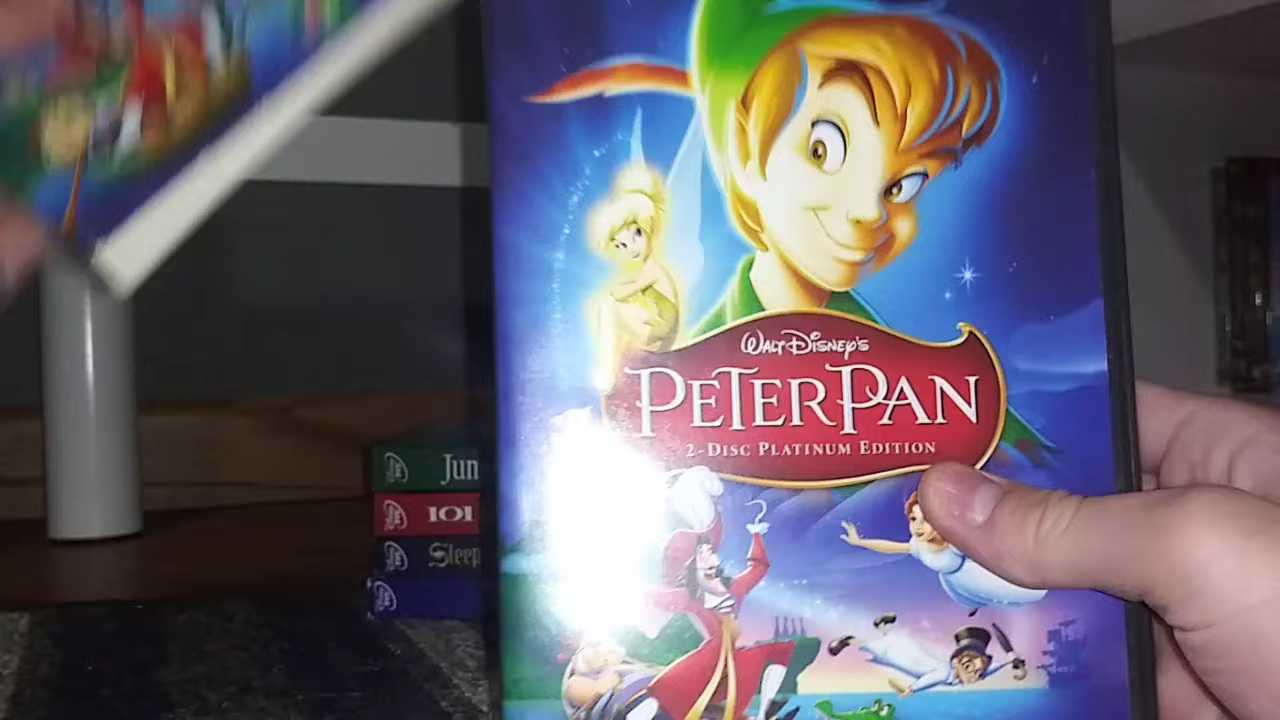 WALT DISNEY'S
PETER PAN
2-DISC PLATINUM EDITION
Jun
101
Sleep